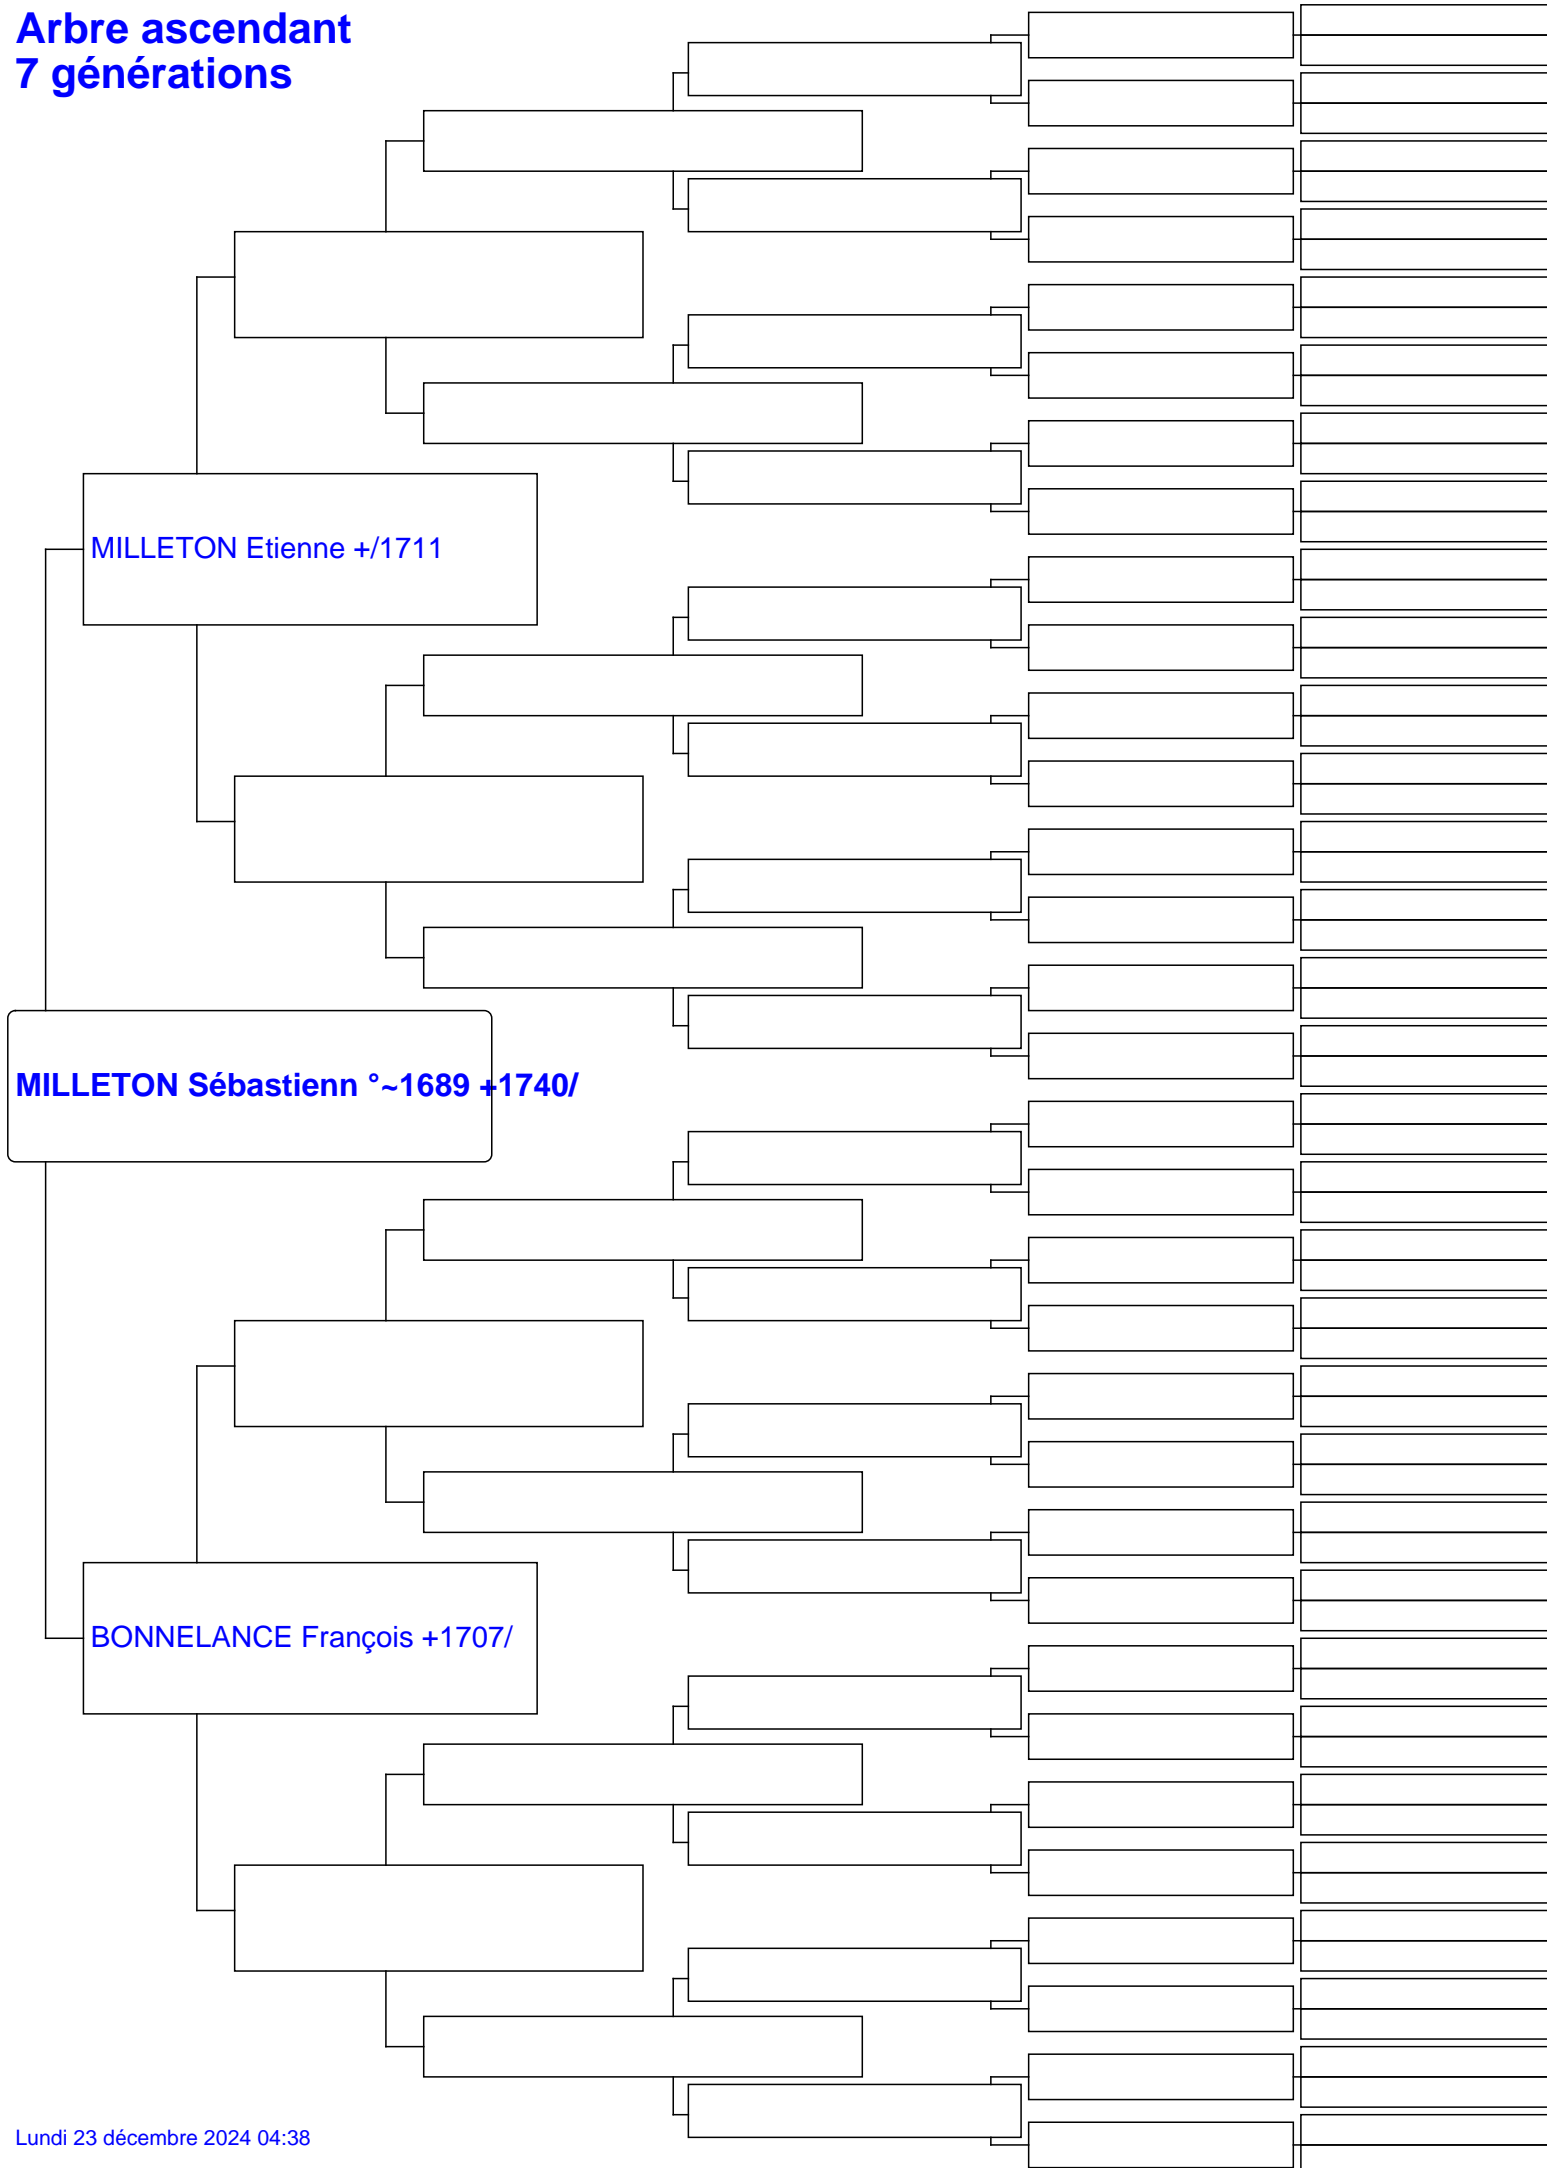 Arbre ascendant
7 générations
MILLETON Etienne +/1711
MILLETON Sébastienn °~1689 +1740/
BONNELANCE François +1707/
Lundi 23 décembre 2024 04:38